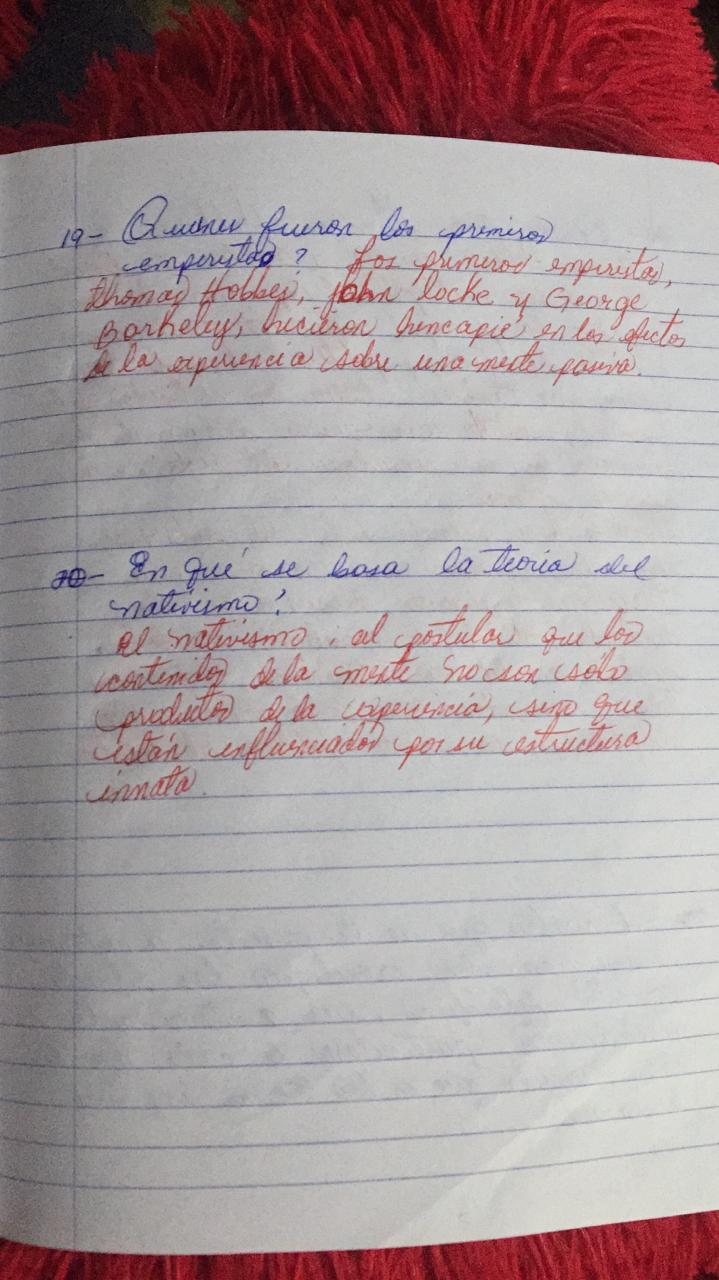 19- Quienes fueron los primeros
emperistas? Los primeros emperistas,
Thomas Hobbes, john locke y George
Barkeley, hicieron hincapie en los efectos
de la experiencia sobre una mente pasiva.
20- En qué se basa la teoría del
nativismo?
el nativismo. al postular que los
contenidos de la mente no son solo
productos de la experiencia, sino que
están influenciados por su estructura
innata.